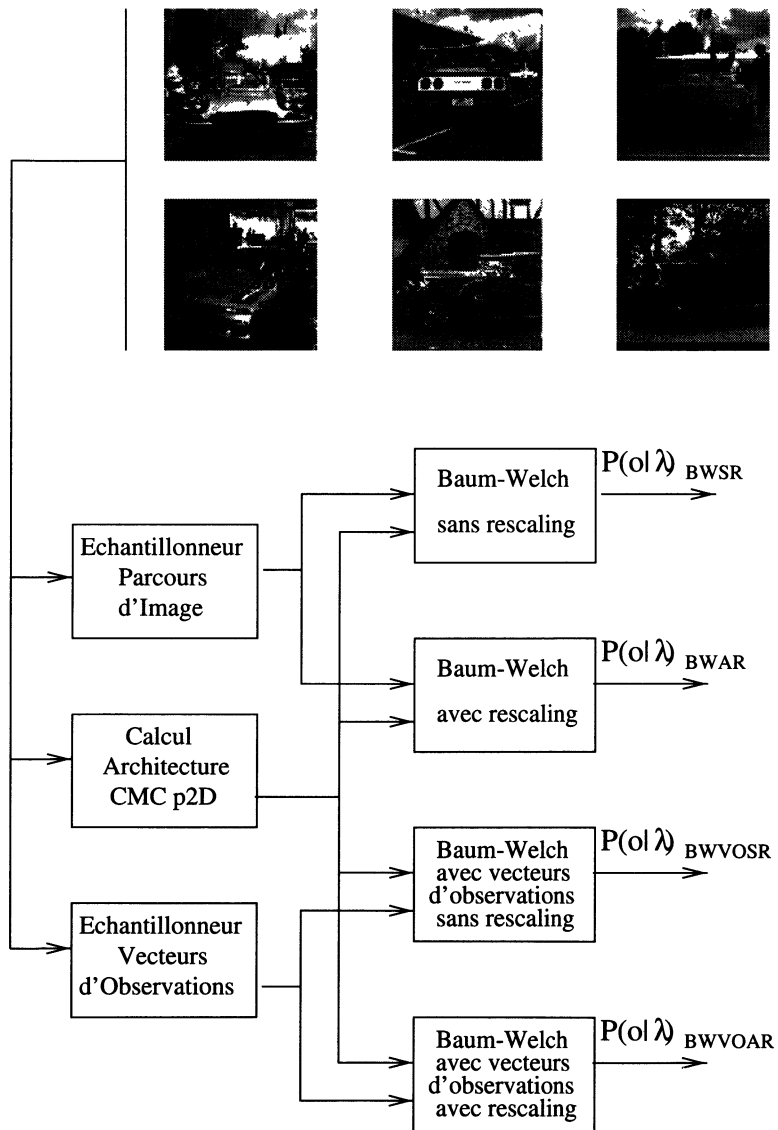 Baum-Welch
sans rescaling
P(o| λ) BWSR
Echantillonneur
Parcours
d'Image
Baum-Welch
avec rescaling
P(o| λ) BWAR
Calcul
Architecture
CMC p2D
Baum-Welch
avec vecteurs
d'observations
sans rescaling
P(o| λ) BWVOSR
Echantillonneur
Vecteurs
d'Observations
Baum-Welch
avec vecteurs
d'observations
avec rescaling
P(o| λ) BWVOAR